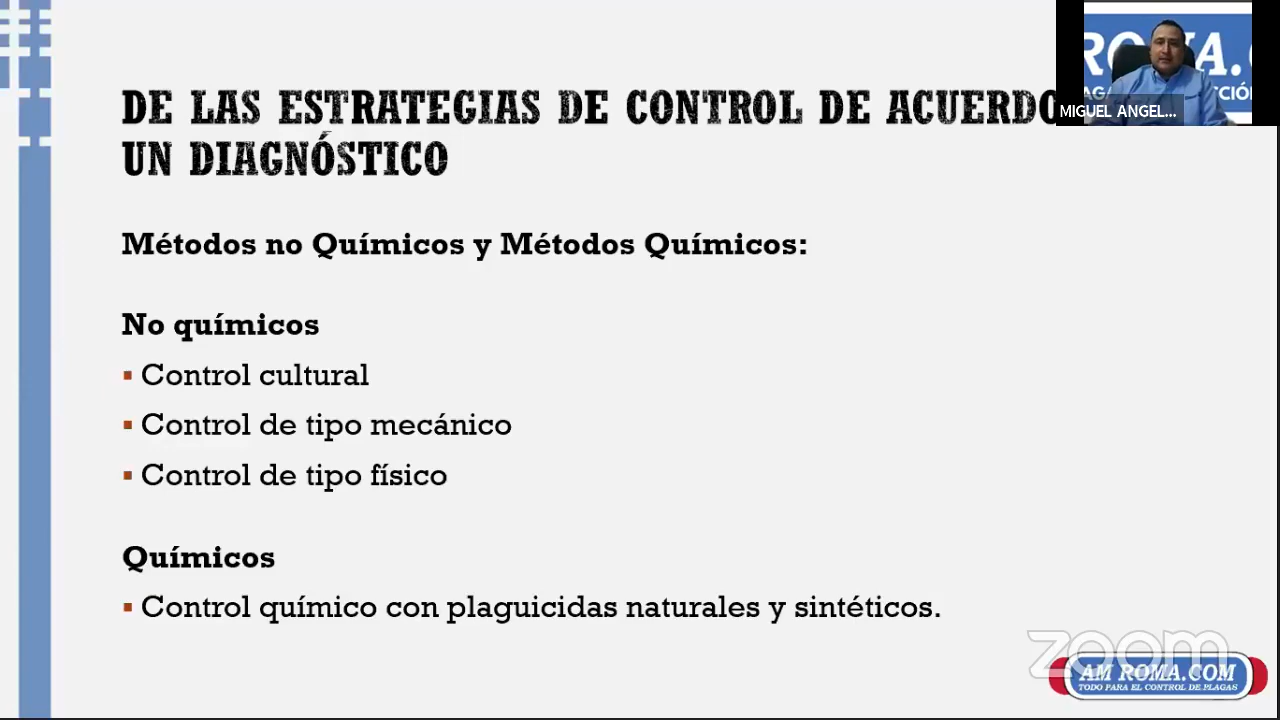 DE LAS ESTRATEGIAS DE CONTROL DE ACUERDO
UN DIAGNÓSTICO
MIGUEL ANGEL...
Métodos no Químicos y Métodos Químicos:
No químicos
▪ Control cultural
▪ Control de tipo mecánico
▪ Control de tipo físico
Químicos
▪ Control químico con plaguicidas naturales y sintéticos.
zoom
AM ROMA.COM
TODO PARA EL CONTROL DE PLAGAS